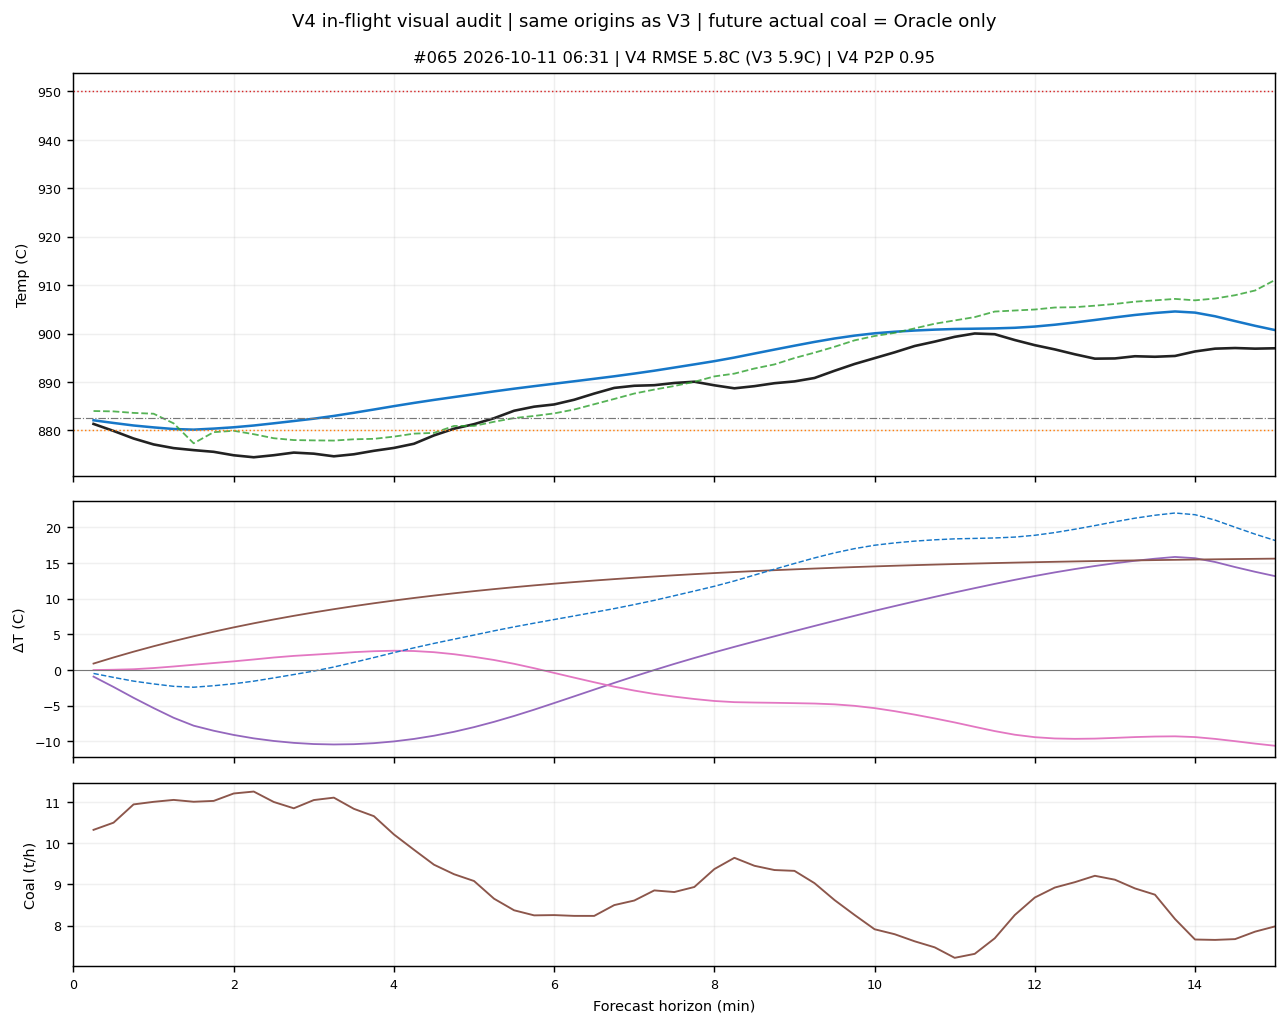 V4 in-flight visual audit | same origins as V3 | future actual coal = Oracle only
#065 2026-10-11 06:31 | V4 RMSE 5.8C (V3 5.9C) | V4 P2P 0.95
Temp (C)
950
940
930
920
910
900
890
880
ΔT (C)
20
15
10
5
0
−5
−10
Coal (t/h)
11
10
9
8
0 2 4 6 8 10 12 14
Forecast horizon (min)